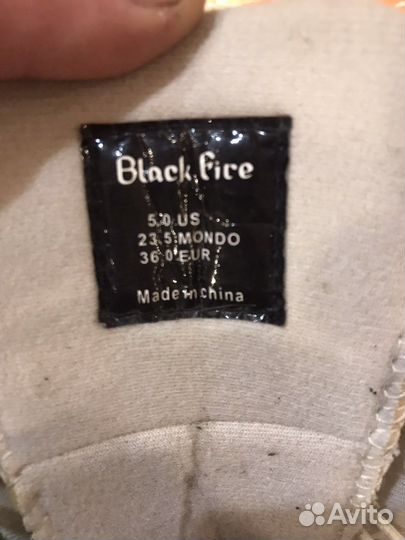 Black Fire
5.0 US
23.5 MONDO
36.0 EUR
Made in china
Avito